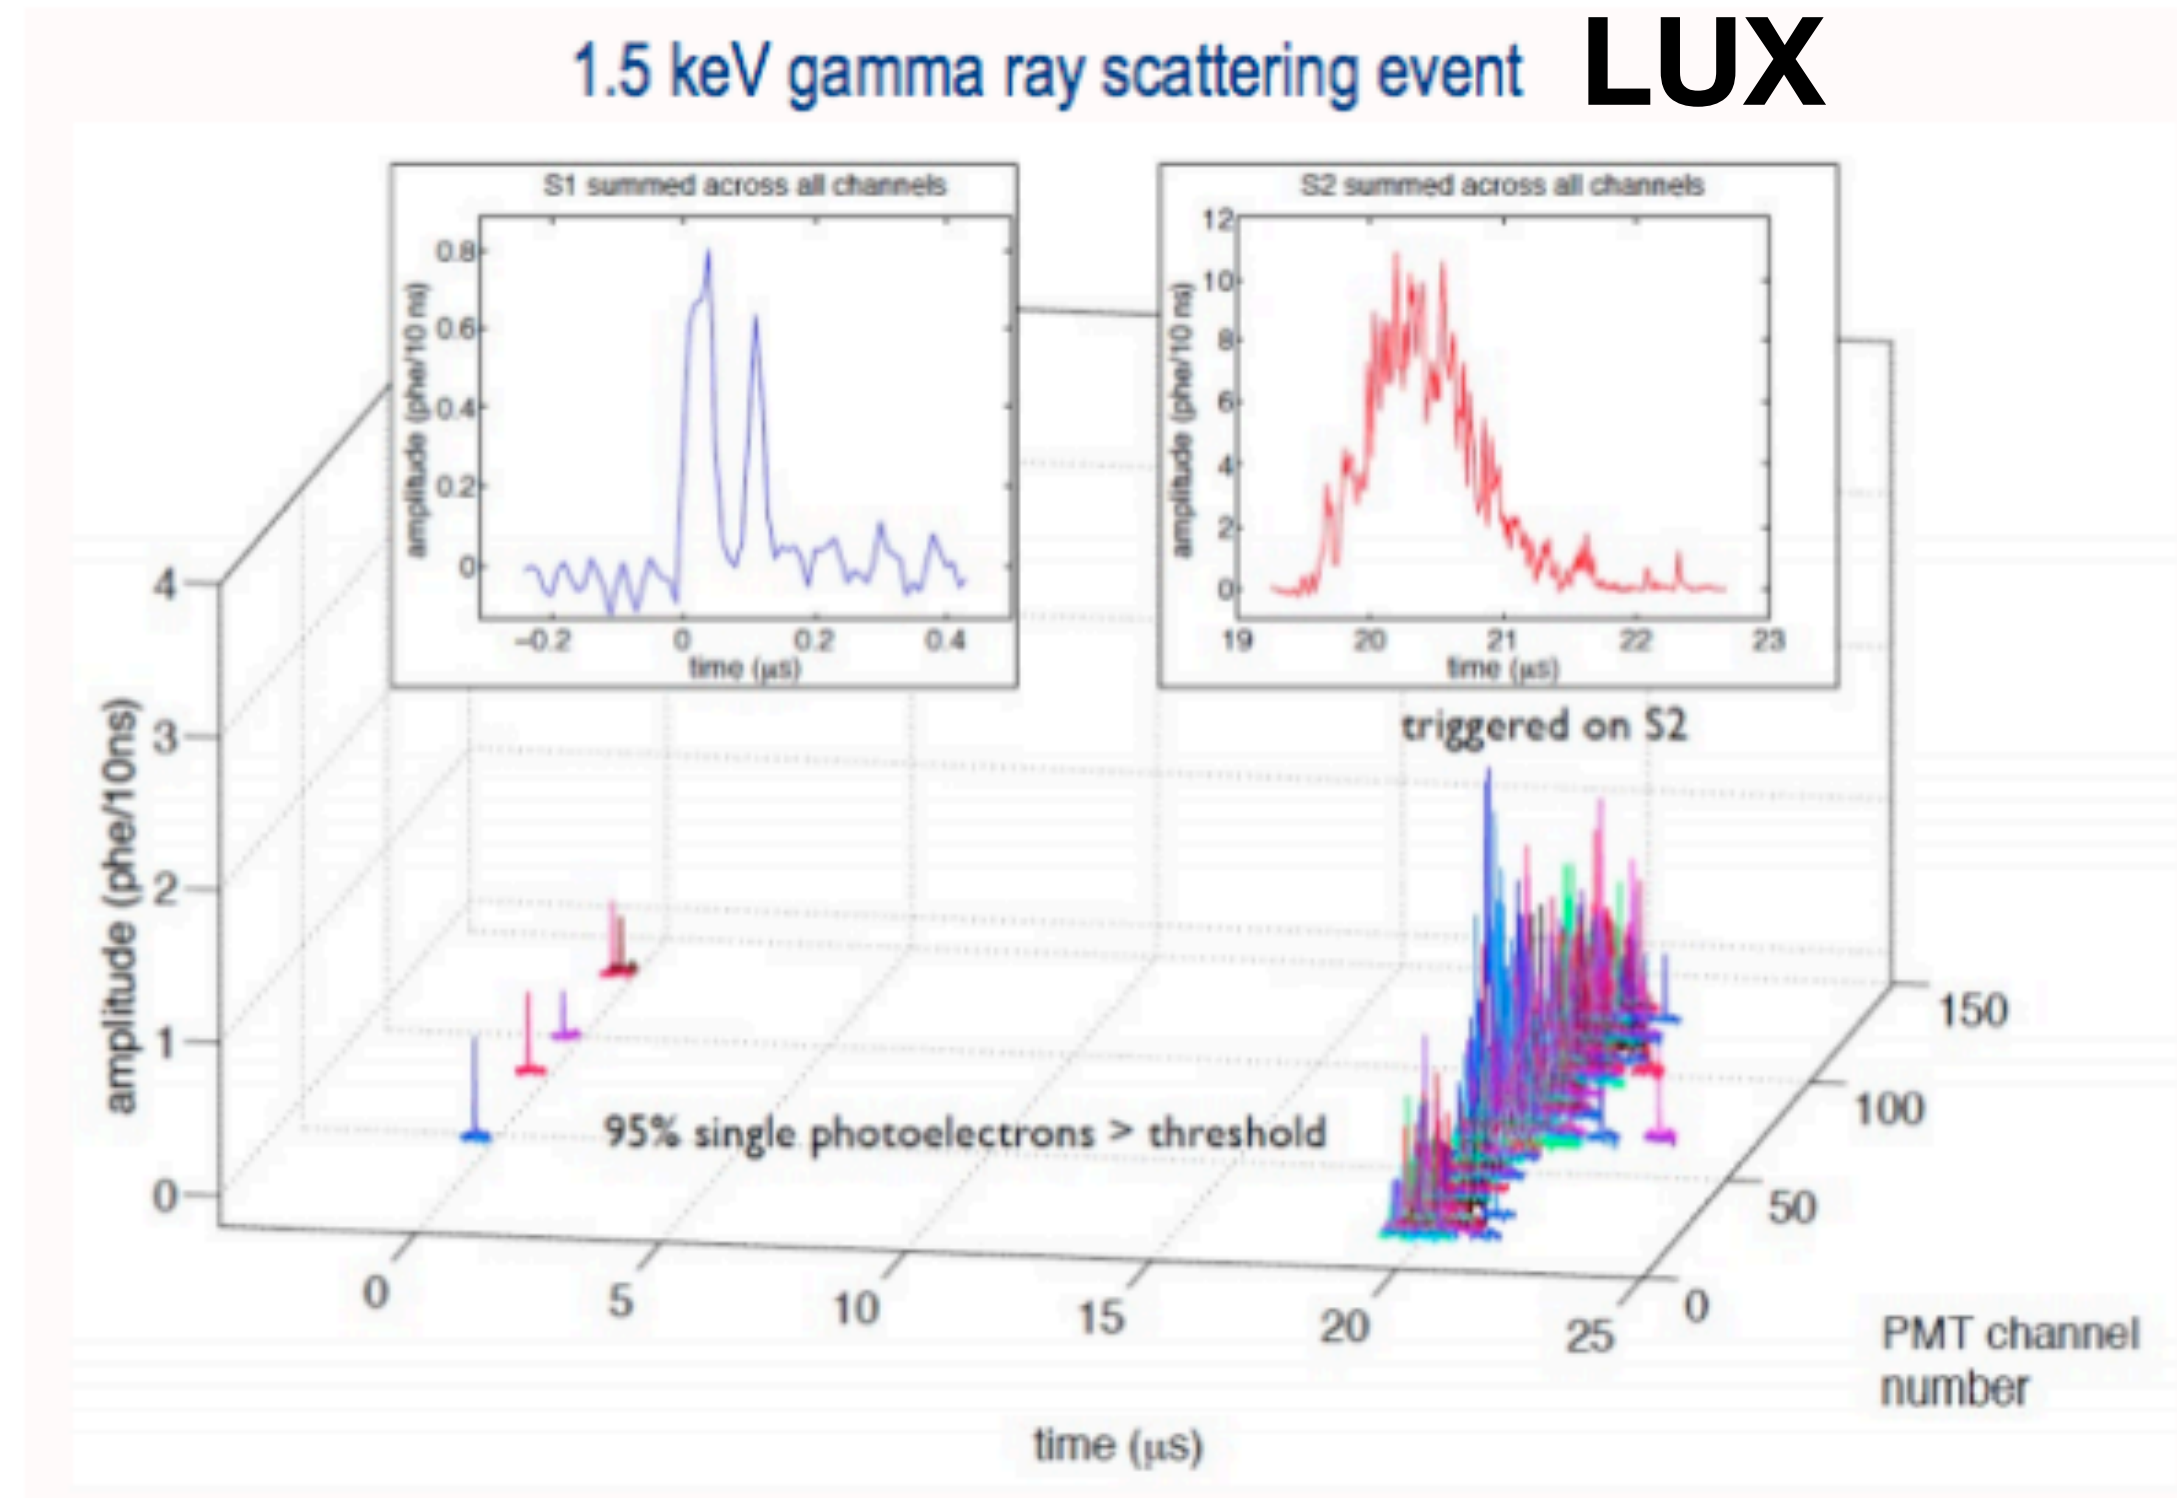 1.5 keV gamma ray scattering event LUX
S1 summed across all channels
amplitude (phe/10 ns)
0.8
0.6
0.4
0.2
0
−0.2 0 0.2 0.4
time (μs)
S2 summed across all channels
amplitude (phe/10 ns)
12
10
8
6
4
2
0
19 20 21 22 23
time (μs)
triggered on S2
95% single photoelectrons > threshold
amplitude (phe/10ns)
4
3
2
1
0
0 5 10 15 20 25
time (μs)
150
100
50
0
PMT channel
number